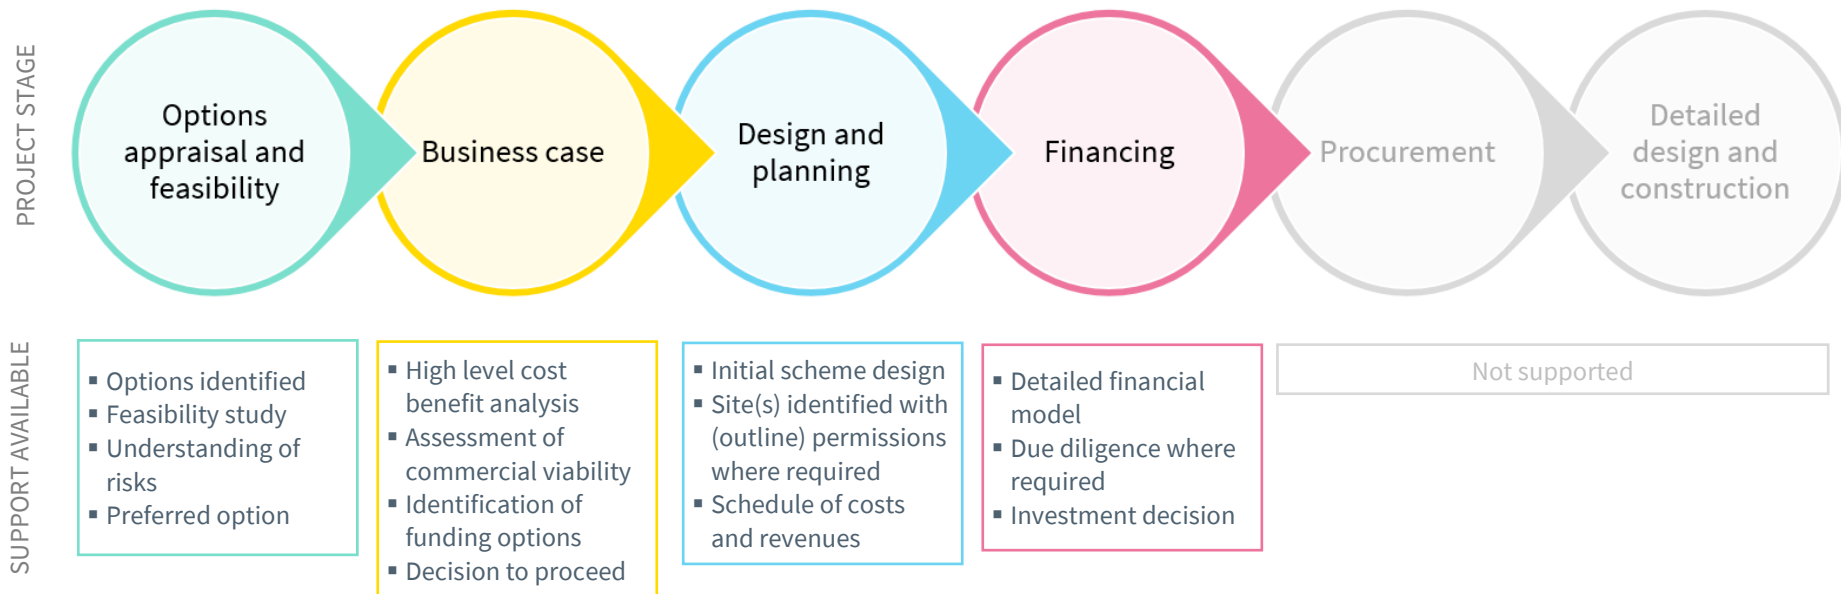 PROJECT STAGE
Options
appraisal and
feasibility
Business case
Design and
planning
Financing
Procurement
Detailed
design and
construction
SUPPORT AVAILABLE
▪ Options identified
▪ Feasibility study
▪ Understanding of
risks
▪ Preferred option
▪ High level cost
benefit analysis
▪ Assessment of
commercial viability
▪ Identification of
funding options
▪ Decision to proceed
▪ Initial scheme design
▪ Site(s) identified with
(outline) permissions
where required
▪ Schedule of costs
and revenues
▪ Detailed financial
model
▪ Due diligence where
required
▪ Investment decision
Not supported